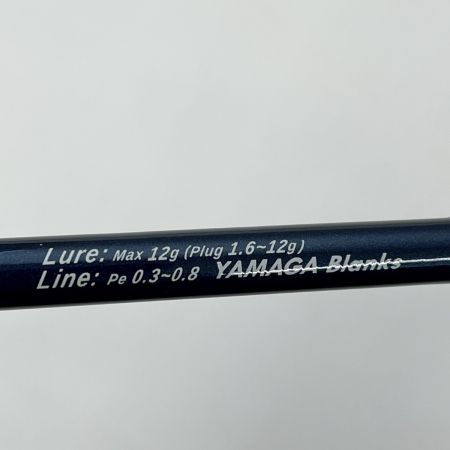 Lure: Max 12g (Plug 1.6~12g)
Line: Pe 0.3~0.8 YAMAGA Blanks